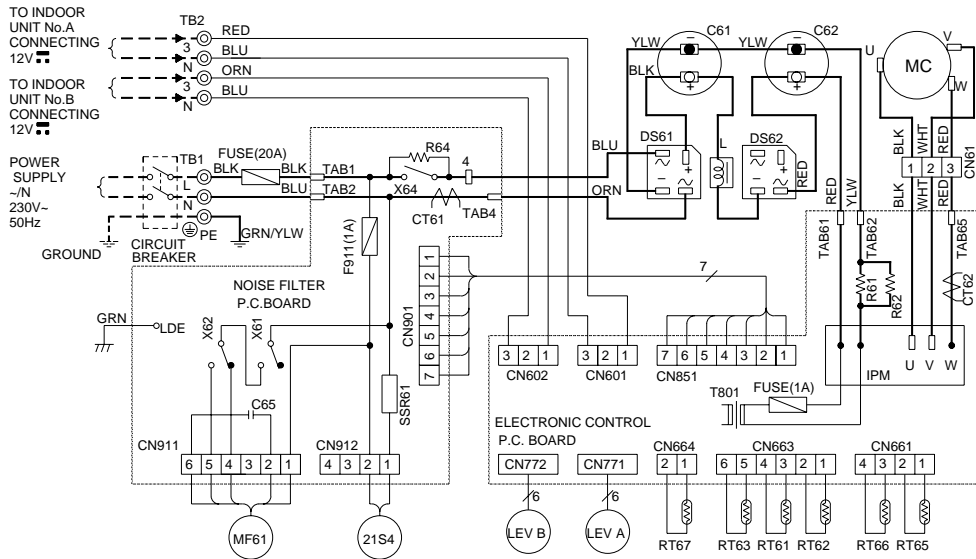 TO INDOOR
UNIT No.A
CONNECTING
12V
TO INDOOR
UNIT No.B
CONNECTING
12V
TB2
3
N
3
N
RED
BLU
ORN
BLU
POWER
SUPPLY
~/N
230V~
50Hz
TB1
L
N
PE
GROUND
CIRCUIT
BREAKER
GRN/YLW
FUSE(20A)
BLK
BLK
BLU
TAB1
TAB2
R64
X64
4
CT61
TAB4
BLU
ORN
F911(1A)
YLW
C61
YLW
C62
BLK
− + − +
DS61
L
DS62
RED
~ ~ − +
~ ~ − +
U
V
W
MC
BLK
WHT
RED
1 2 3
CN61
RED
YLW
BLK
WHT
RED
TAB61
TAB62
TAB65
R61
R62
CT62
U V W
IPM
NOISE FILTER
P.C.BOARD
GRN
LDE
X62
X61
C65
SSR61
CN901
1
2
3
4
5
6
7
7
CN911
6 5 4 3 2 1
MF61
CN912
4 3 2 1
21S4
3 2 1
CN602
3 2 1
CN601
7 6 5 4 3 2 1
CN851
T801
FUSE(1A)
ELECTRONIC CONTROL
P.C. BOARD
CN772
6
LEV B
CN771
6
LEV A
CN664
2 1
RT67
CN663
6 5 4 3 2 1
RT63
RT61
RT62
CN661
4 3 2 1
RT66
RT65